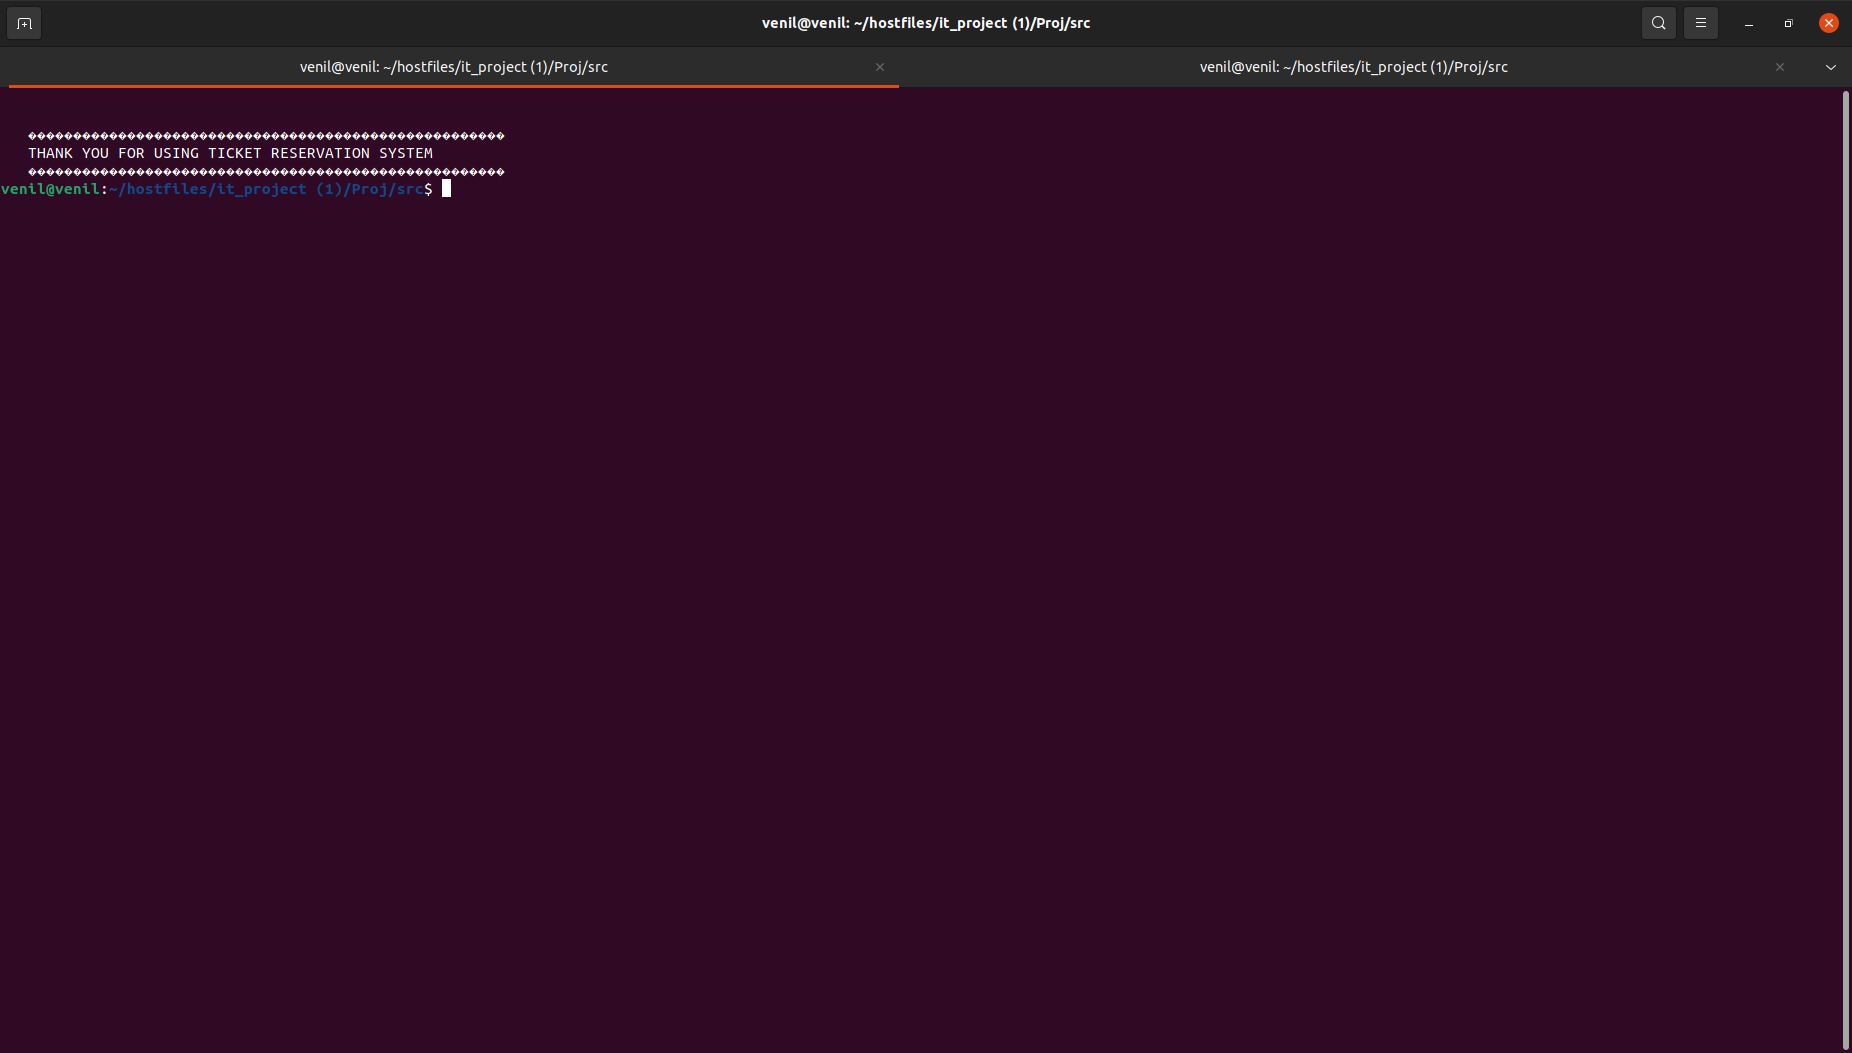 venil@venil: ~/hostfiles/it_project (1)/Proj/src
venil@venil: ~/hostfiles/it_project (1)/Proj/src
venil@venil: ~/hostfiles/it_project (1)/Proj/src
�����������������������������������������������������
THANK YOU FOR USING TICKET RESERVATION SYSTEM
�����������������������������������������������������
venil@venil:~/hostfiles/it_project (1)/Proj/src$